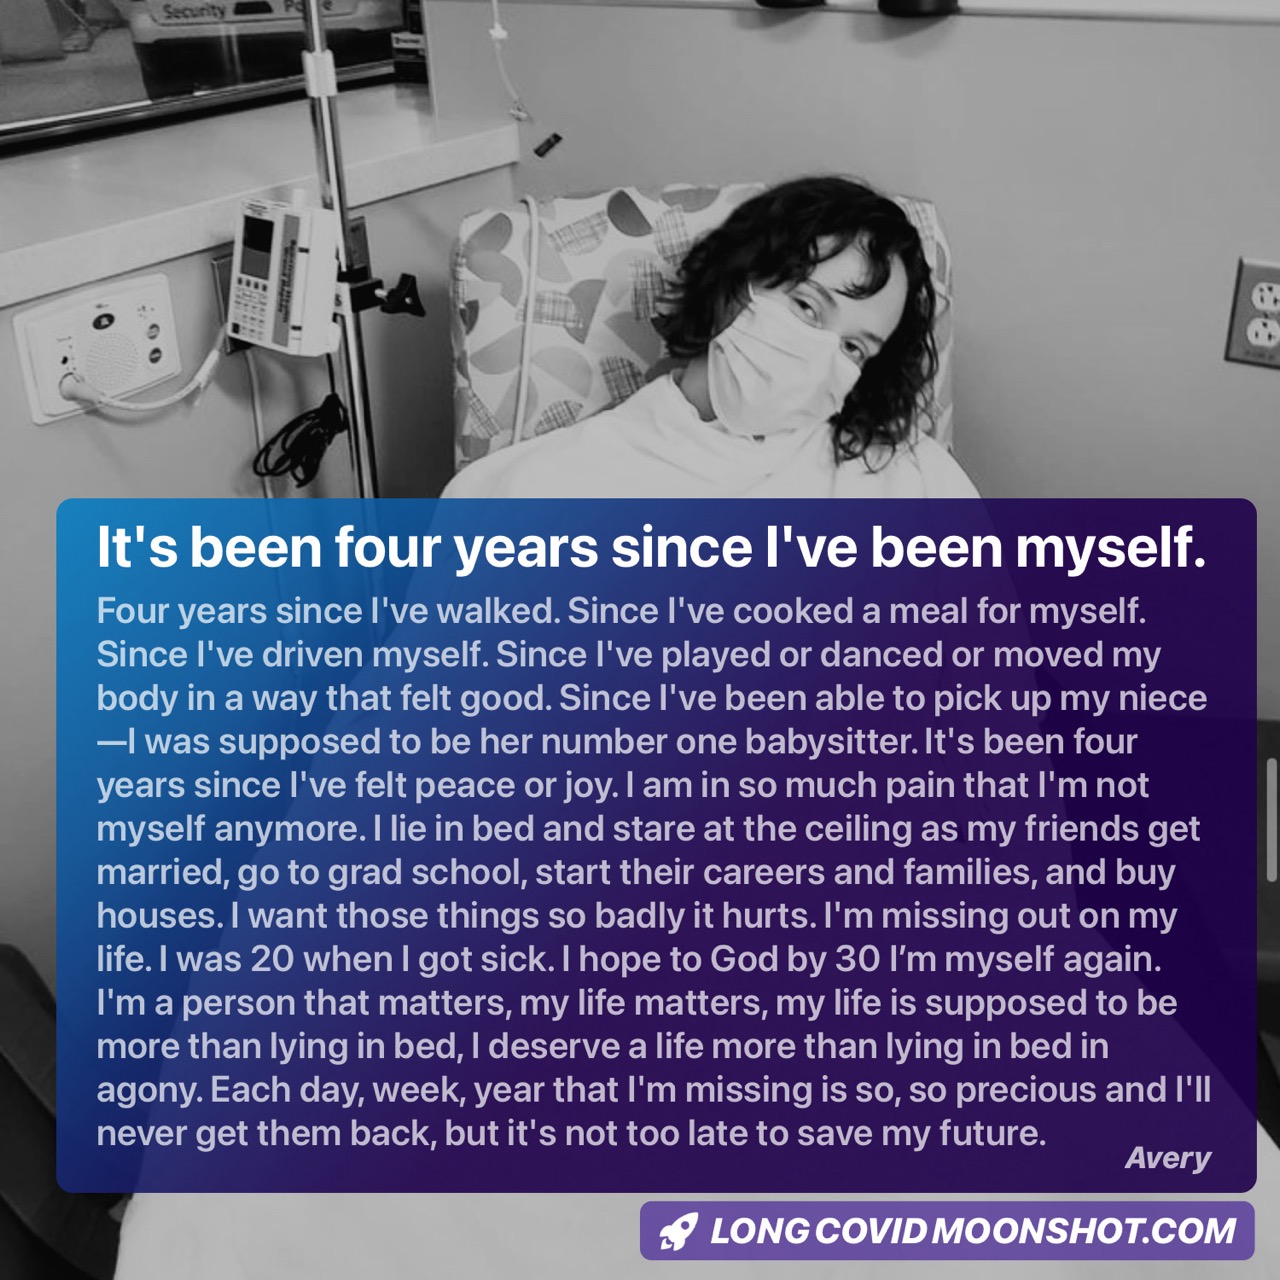 Security Police
It's been four years since I've been myself.
Four years since I've walked. Since I've cooked a meal for myself.
Since I've driven myself. Since I've played or danced or moved my
body in a way that felt good. Since I've been able to pick up my niece
—I was supposed to be her number one babysitter. It's been four
years since I've felt peace or joy. I am in so much pain that I'm not
myself anymore. I lie in bed and stare at the ceiling as my friends get
married, go to grad school, start their careers and families, and buy
houses. I want those things so badly it hurts. I'm missing out on my
life. I was 20 when I got sick. I hope to God by 30 I’m myself again.
I'm a person that matters, my life matters, my life is supposed to be
more than lying in bed, I deserve a life more than lying in bed in
agony. Each day, week, year that I'm missing is so, so precious and I'll
never get them back, but it's not too late to save my future.
Avery
LONG COVID MOONSHOT.COM